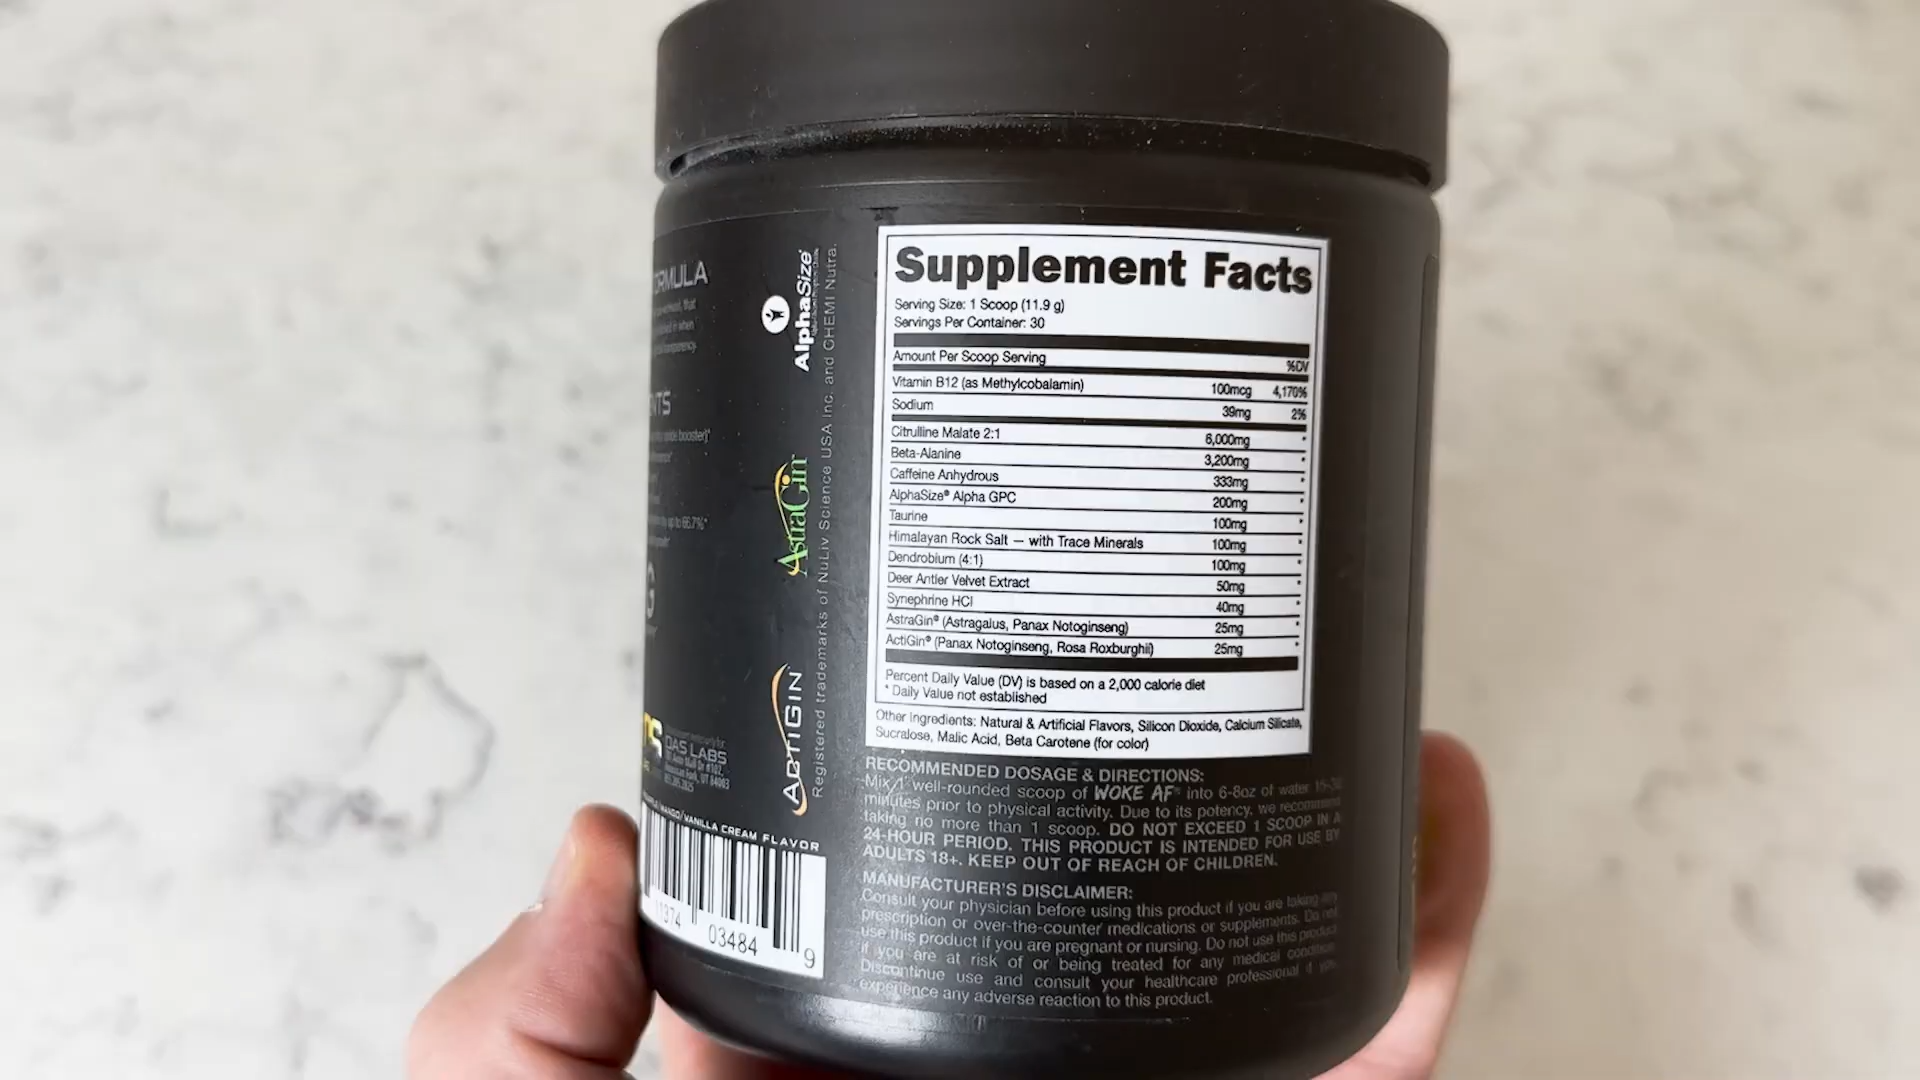 ORMULA
NTS
AlphaSize®
AstraGin
ACTIGIN
Registered trademarks of NuLiv Science USA Inc. and CHEMI Nutra.
DAS LABS
/MANGO/VANILLA CREAM FLAVOR
03484 9
Supplement Facts
Serving Size: 1 Scoop (11.9 g)
Servings Per Container: 30
Amount Per Scoop Serving %DV
Vitamin B12 (as Methylcobalamin) 100mcg 4,170%
Sodium 39mg 2%
Citrulline Malate 2:1 6,000mg *
Beta-Alanine 3,200mg *
Caffeine Anhydrous 333mg *
AlphaSize® Alpha GPC 200mg *
Taurine 100mg *
Himalayan Rock Salt — with Trace Minerals 100mg *
Dendrobium (4:1) 100mg *
Deer Antler Velvet Extract 50mg *
Synephrine HCl 40mg *
AstraGin® (Astragalus, Panax Notoginseng) 25mg *
ActiGin® (Panax Notoginseng, Rosa Roxburghii) 25mg *
Percent Daily Value (DV) is based on a 2,000 calorie diet
* Daily Value not established
Other ingredients: Natural & Artificial Flavors, Silicon Dioxide, Calcium Silicate,
Sucralose, Malic Acid, Beta Carotene (for color)
RECOMMENDED DOSAGE & DIRECTIONS:
Mix 1 well-rounded scoop of WOKE AF into 6-8oz of water
minutes prior to physical activity. Due to its potency, we recommend
taking no more than 1 scoop. DO NOT EXCEED 1 SCOOP IN A
24-HOUR PERIOD. THIS PRODUCT IS INTENDED FOR USE BY
ADULTS 18+. KEEP OUT OF REACH OF CHILDREN.
MANUFACTURER'S DISCLAIMER:
Consult your physician before using this product if you are taking any
prescription or over-the-counter medications or supplements. Do not
use this product if you are pregnant or nursing. Do not use this product
if you are at risk of or being treated for any medical condition.
Discontinue use and consult your healthcare professional if you
experience any adverse reaction to this product.